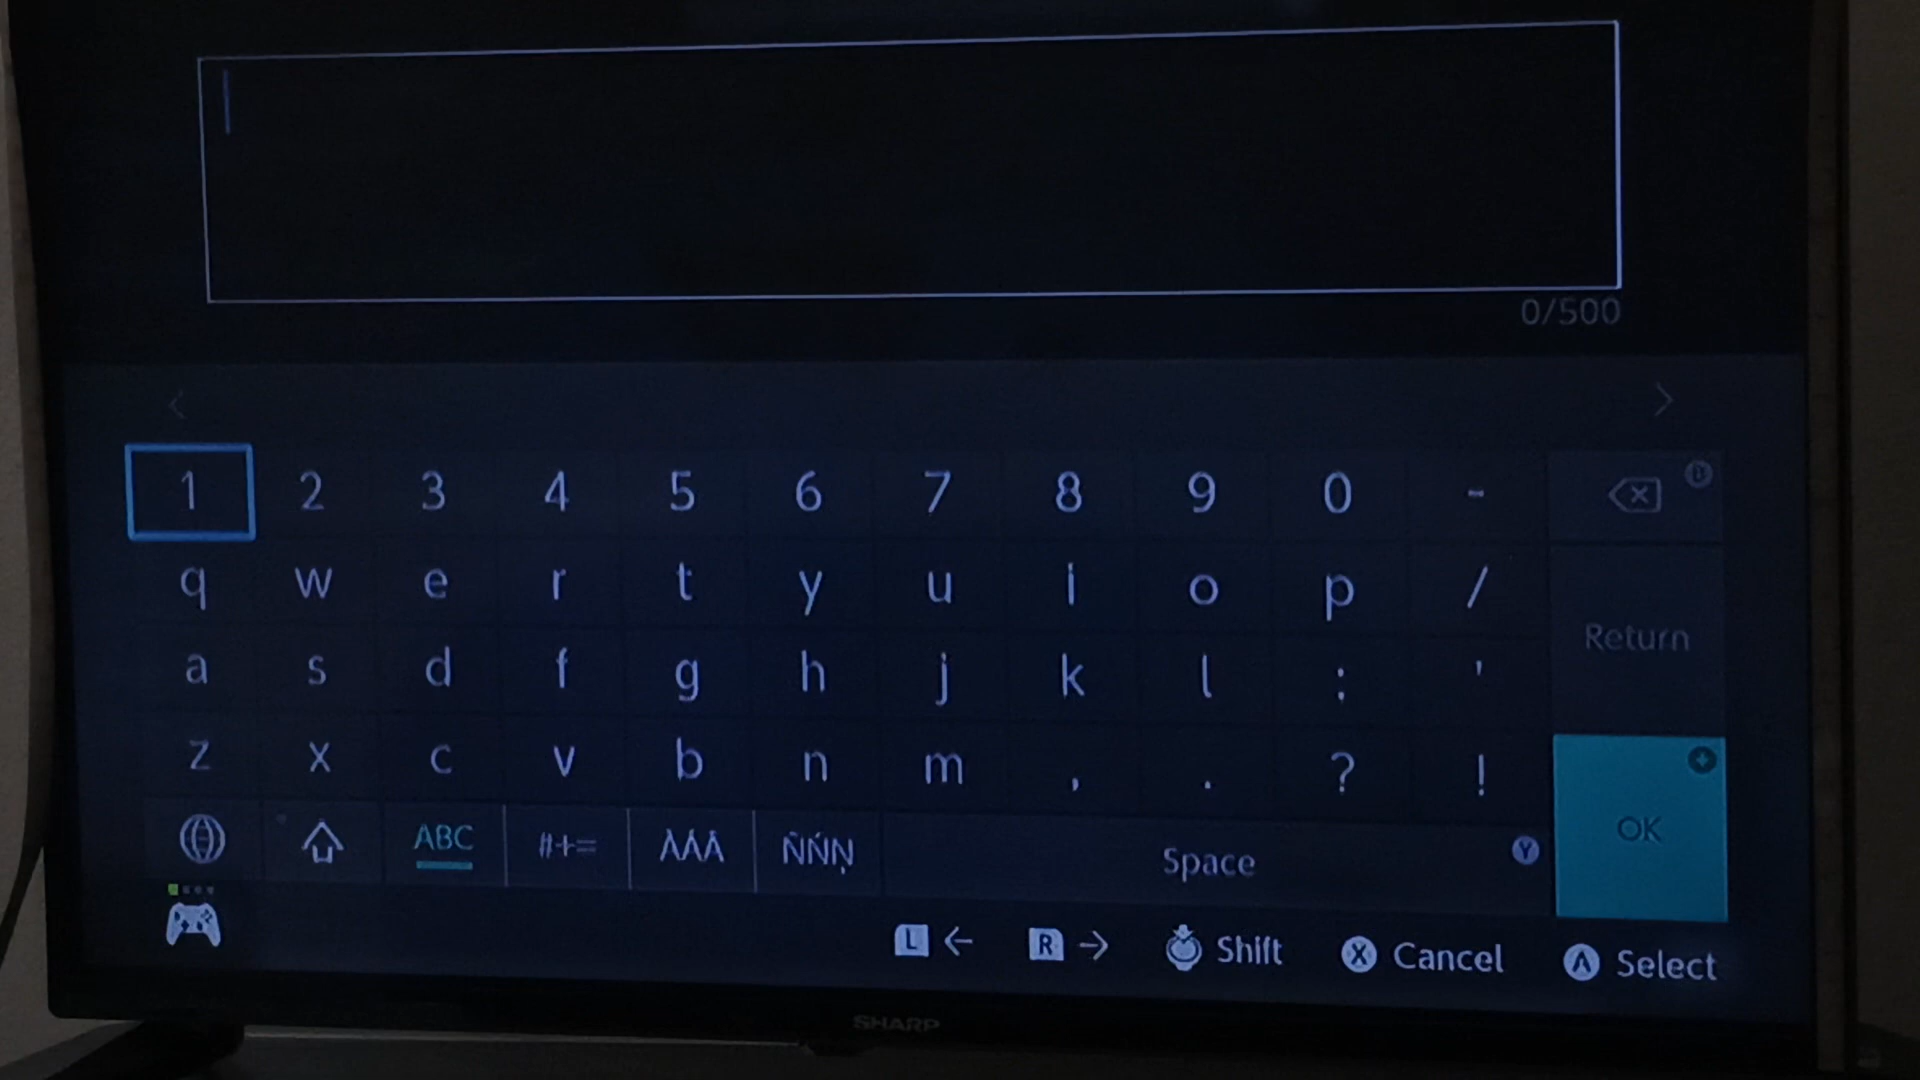 0/500
1 2 3 4 5 6 7 8 9 0 -
q w e r t y u i o p /
Return
a s d f g h j k l : '
z x c v b n m , . ? !
ABC #+= ÀÁÂ ÑŃŅ Space Y OK
L ← R → Shift X Cancel A Select
SHARP